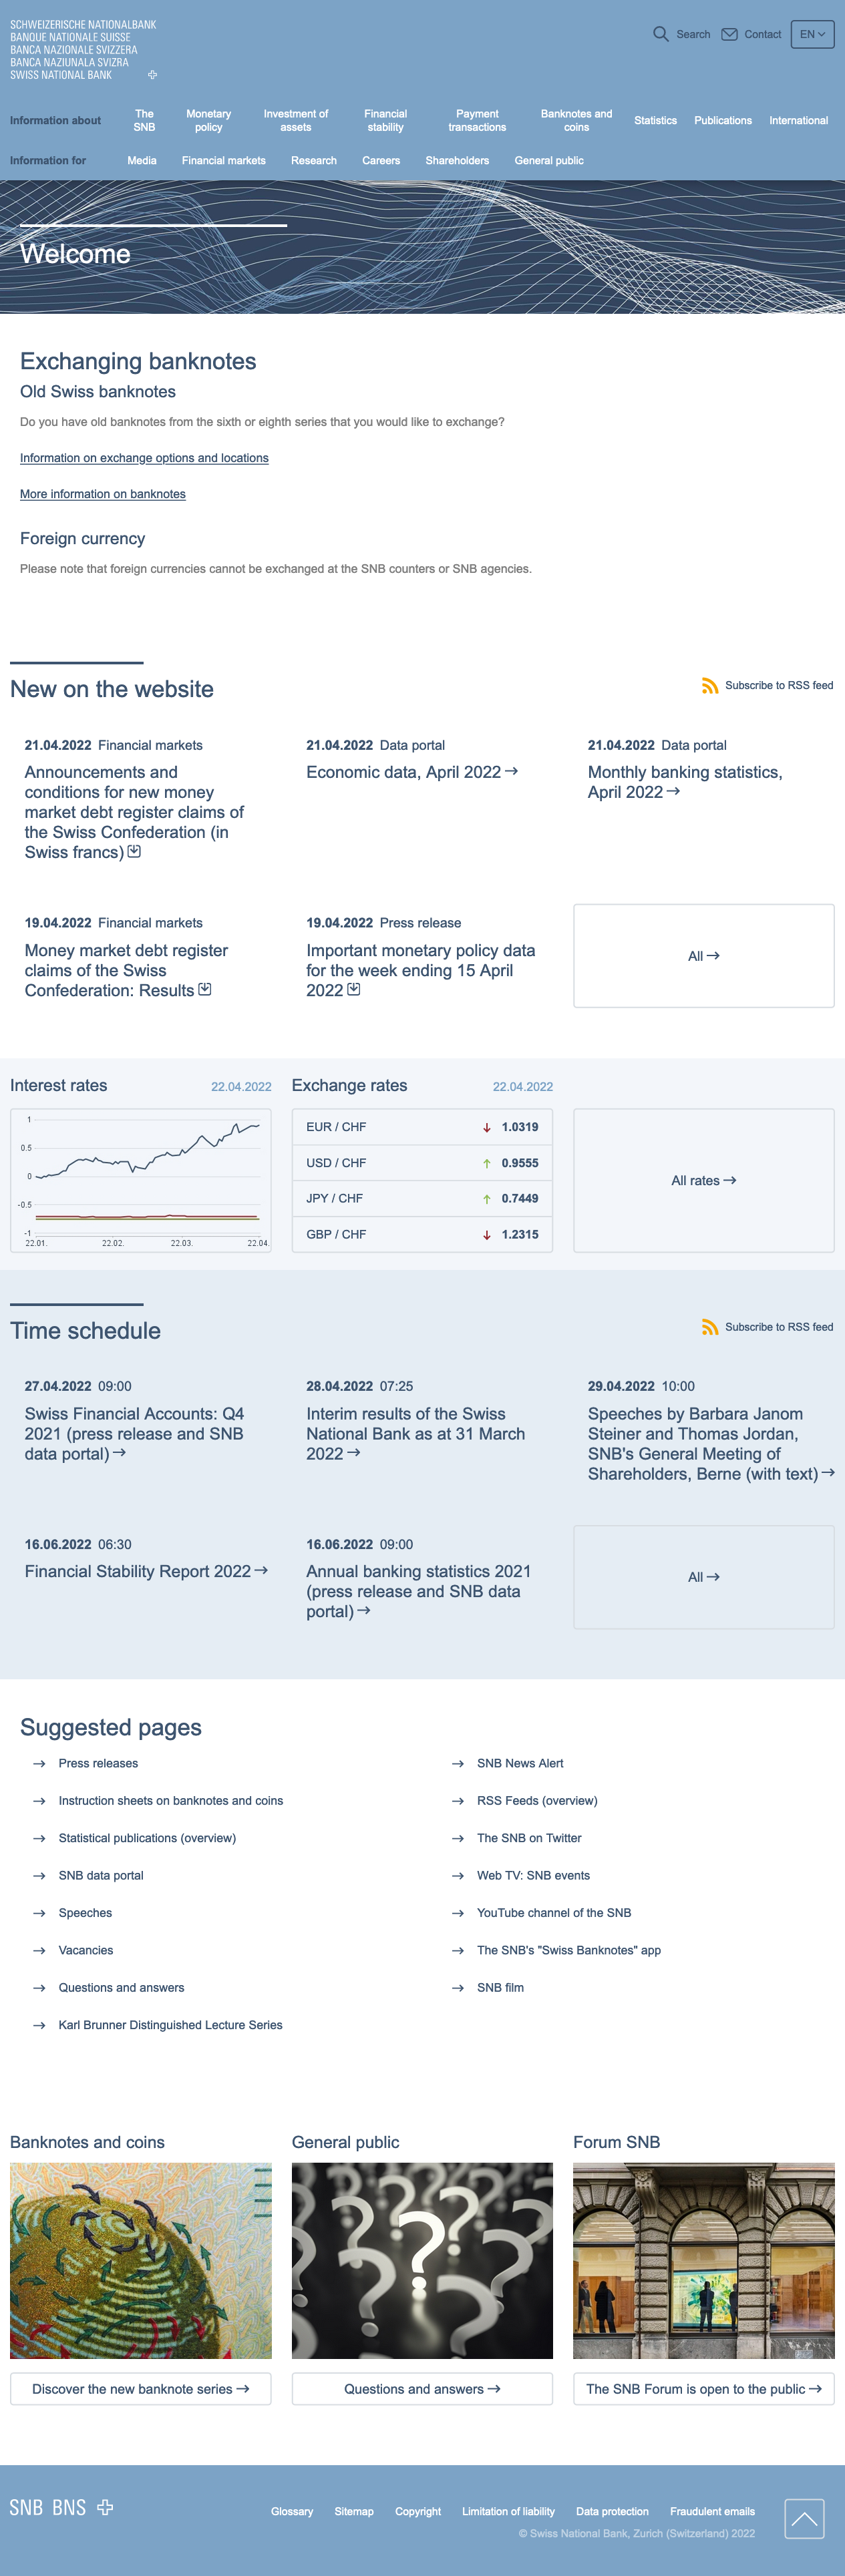 SCHWEIZERISCHE NATIONALBANK
BANQUE NATIONALE SUISSE
BANCA NAZIONALE SVIZZERA
BANCA NAZIUNALA SVIZRA
SWISS NATIONAL BANK
Search
Contact
EN
Information about
The SNB
Monetary policy
Investment of assets
Financial stability
Payment transactions
Banknotes and coins
Statistics
Publications
International
Information for
Media
Financial markets
Research
Careers
Shareholders
General public
Welcome
Exchanging banknotes
Old Swiss banknotes
Do you have old banknotes from the sixth or eighth series that you would like to exchange?
Information on exchange options and locations
More information on banknotes
Foreign currency
Please note that foreign currencies cannot be exchanged at the SNB counters or SNB agencies.
New on the website
Subscribe to RSS feed
21.04.2022 Financial markets
Announcements and
conditions for new money
market debt register claims of
the Swiss Confederation (in
Swiss francs)
21.04.2022 Data portal
Economic data, April 2022
21.04.2022 Data portal
Monthly banking statistics,
April 2022
19.04.2022 Financial markets
Money market debt register
claims of the Swiss
Confederation: Results
19.04.2022 Press release
Important monetary policy data
for the week ending 15 April
2022
All
Interest rates
22.04.2022
1
0.5
0
-0.5
-1
22.01.
22.02.
22.03.
22.04.
Exchange rates
22.04.2022
EUR / CHF 1.0319
USD / CHF 0.9555
JPY / CHF 0.7449
GBP / CHF 1.2315
All rates
Time schedule
Subscribe to RSS feed
27.04.2022 09:00
Swiss Financial Accounts: Q4
2021 (press release and SNB
data portal)
28.04.2022 07:25
Interim results of the Swiss
National Bank as at 31 March
2022
29.04.2022 10:00
Speeches by Barbara Janom
Steiner and Thomas Jordan,
SNB's General Meeting of
Shareholders, Berne (with text)
16.06.2022 06:30
Financial Stability Report 2022
16.06.2022 09:00
Annual banking statistics 2021
(press release and SNB data
portal)
All
Suggested pages
Press releases
Instruction sheets on banknotes and coins
Statistical publications (overview)
SNB data portal
Speeches
Vacancies
Questions and answers
Karl Brunner Distinguished Lecture Series
SNB News Alert
RSS Feeds (overview)
The SNB on Twitter
Web TV: SNB events
YouTube channel of the SNB
The SNB's "Swiss Banknotes" app
SNB film
Banknotes and coins
Discover the new banknote series
General public
Questions and answers
Forum SNB
The SNB Forum is open to the public
SNB BNS
Glossary
Sitemap
Copyright
Limitation of liability
Data protection
Fraudulent emails
© Swiss National Bank, Zurich (Switzerland) 2022